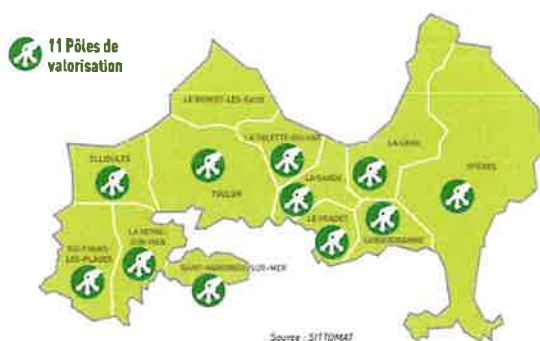 11 Pôles de
valorisation
LE REVEST-LES-EAUX
LA VALETTE-DU-VAR
LA CRAU
OLLIOULES
HYÈRES
LA GARDE
TOULON
LE PRADET
CARQUEIRANNE
LA SEYNE-
SUR-MER
SIX-FOURS-
LES-PLAGES
SAINT-MANDRIER-SUR-MER
Source : SITTOMAT